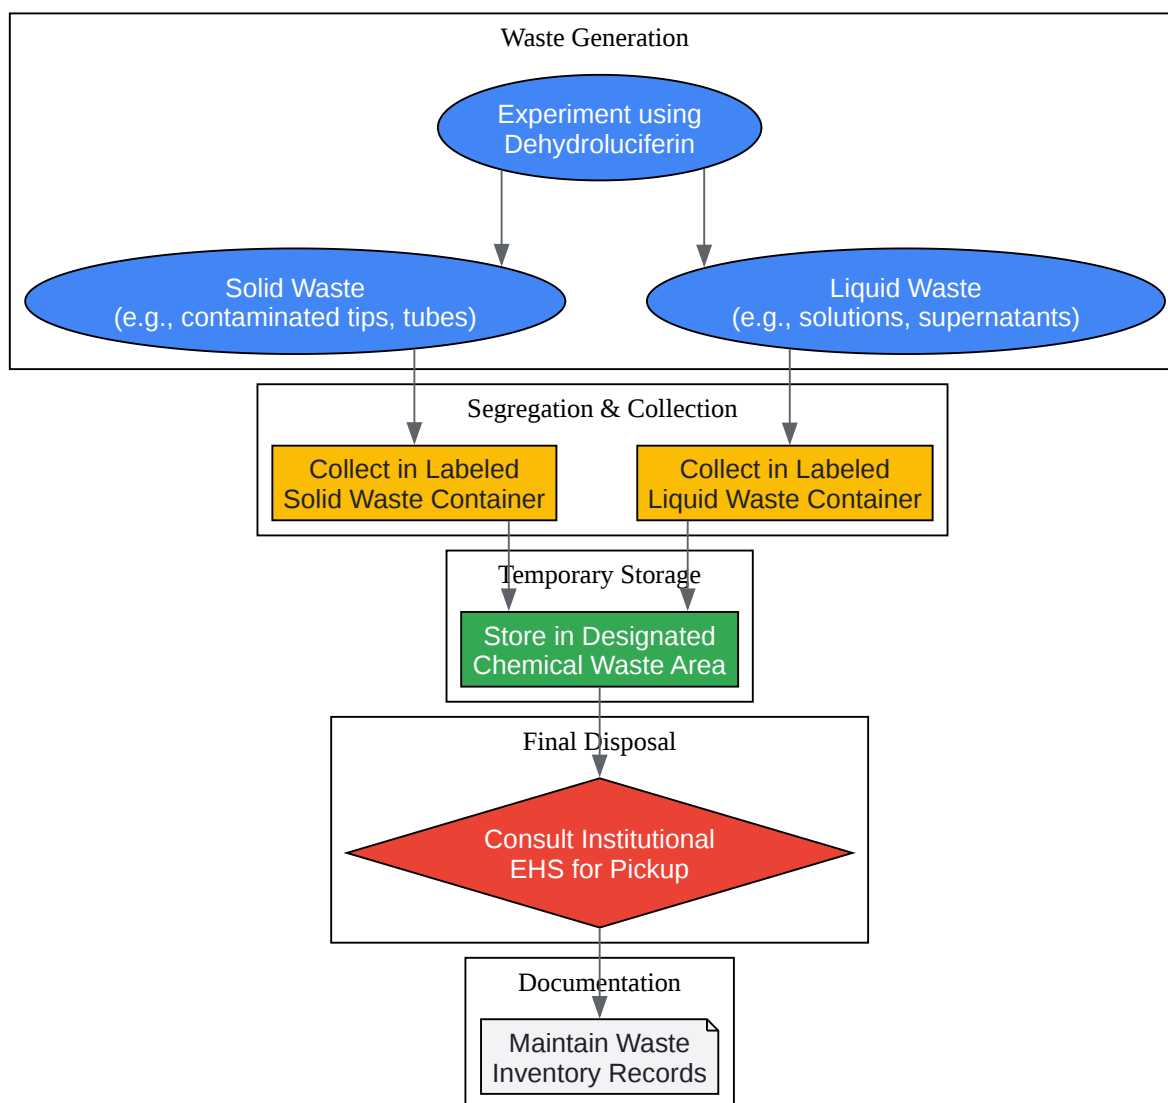 Waste Generation
Experiment using
Dehydroluciferin
Solid Waste
(e.g., contaminated tips, tubes)
Liquid Waste
(e.g., solutions, supernatants)
Segregation & Collection
Collect in Labeled
Solid Waste Container
Collect in Labeled
Liquid Waste Container
Temporary Storage
Store in Designated
Chemical Waste Area
Final Disposal
Consult Institutional
EHS for Pickup
Documentation
Maintain Waste
Inventory Records